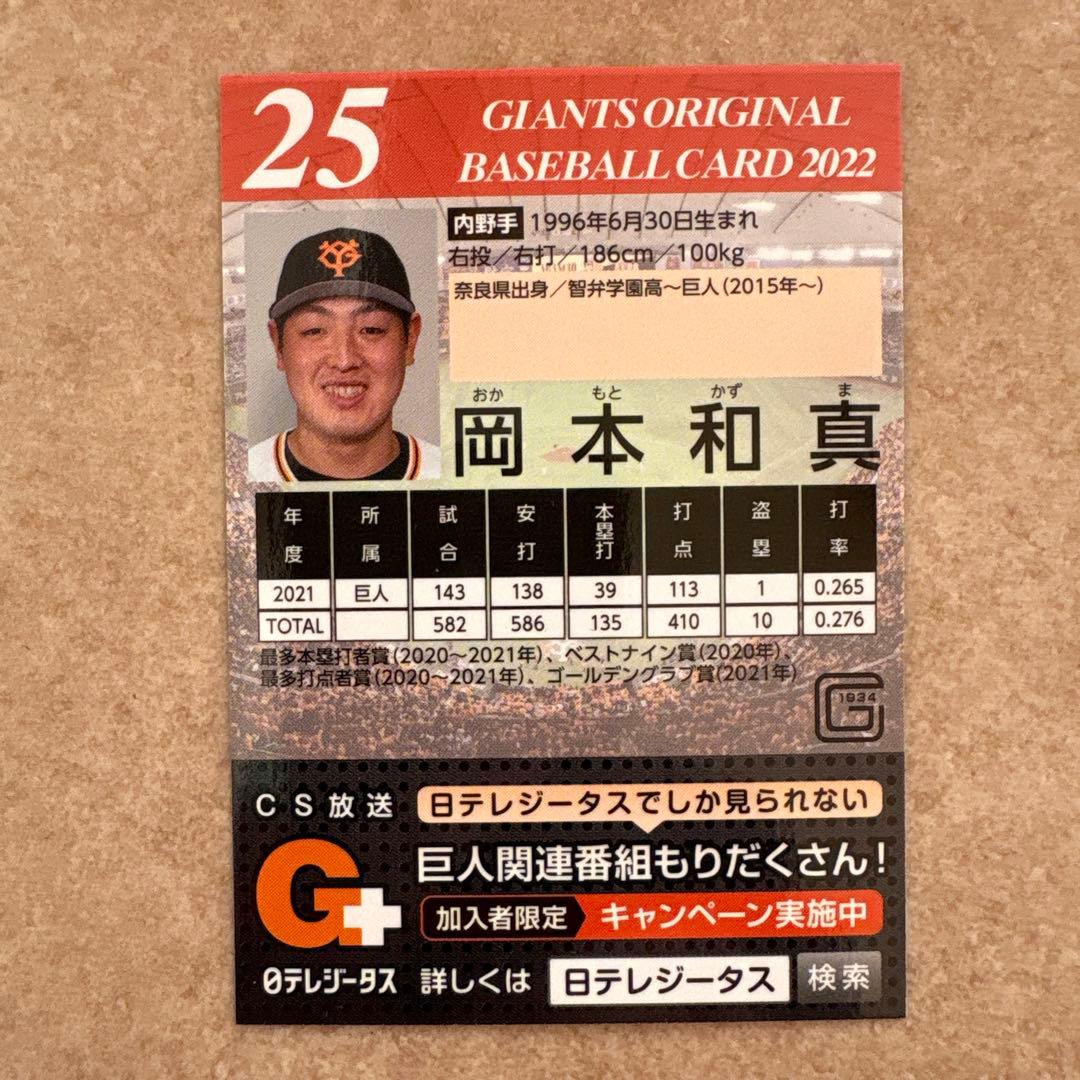 25
GIANTS ORIGINAL
BASEBALL CARD 2022
内野手 1996年6月30日生まれ
右投／右打／186cm／100kg
奈良県出身／智弁学園高～巨人(2015年～)
おか もと かず ま
岡本和真
年度 所属 試合 安打 本塁打 打点 盗塁 打率
2021 巨人 143 138 39 113 1 0.265
TOTAL 582 586 135 410 10 0.276
最多本塁打者賞(2020～2021年)、ベストナイン賞(2020年)、
最多打点者賞(2020～2021年)、ゴールデングラブ賞(2021年)
G 1934
CS放送 日テレジータスでしか見られない
巨人関連番組もりだくさん！
G+
加入者限定 キャンペーン実施中
日テレジータス 詳しくは 日テレジータス 検索